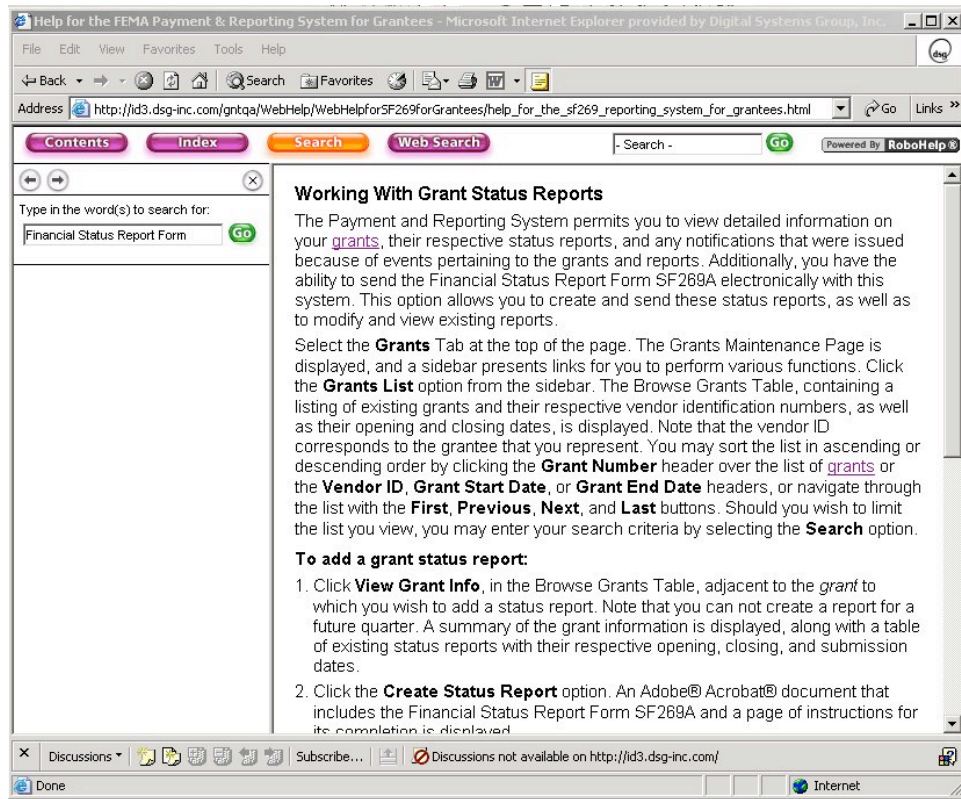 Help for the FEMA Payment & Reporting System for Grantees - Microsoft Internet Explorer provided by Digital Systems Group, Inc.
File Edit View Favorites Tools Help
dsg
Back Search Favorites
Address http://id3.dsg-inc.com/gntqa/WebHelp/WebHelpforSF269forGrantees/help_for_the_sf269_reporting_system_for_grantees.html Go Links »
Contents Index Search Web Search - Search - Go Powered By RoboHelp®
Type in the word(s) to search for:
Financial Status Report Form Go
Working With Grant Status Reports
The Payment and Reporting System permits you to view detailed information on
your grants, their respective status reports, and any notifications that were issued
because of events pertaining to the grants and reports. Additionally, you have the
ability to send the Financial Status Report Form SF269A electronically with this
system. This option allows you to create and send these status reports, as well as
to modify and view existing reports.
Select the Grants Tab at the top of the page. The Grants Maintenance Page is
displayed, and a sidebar presents links for you to perform various functions. Click
the Grants List option from the sidebar. The Browse Grants Table, containing a
listing of existing grants and their respective vendor identification numbers, as well
as their opening and closing dates, is displayed. Note that the vendor ID
corresponds to the grantee that you represent. You may sort the list in ascending or
descending order by clicking the Grant Number header over the list of grants or
the Vendor ID, Grant Start Date, or Grant End Date headers, or navigate through
the list with the First, Previous, Next, and Last buttons. Should you wish to limit
the list you view, you may enter your search criteria by selecting the Search option.
To add a grant status report:
1. Click View Grant Info, in the Browse Grants Table, adjacent to the grant to
which you wish to add a status report. Note that you can not create a report for a
future quarter. A summary of the grant information is displayed, along with a table
of existing status reports with their respective opening, closing, and submission
dates.
2. Click the Create Status Report option. An Adobe® Acrobat® document that
includes the Financial Status Report Form SF269A and a page of instructions for
its completion is displayed
Discussions Subscribe... Discussions not available on http://id3.dsg-inc.com/
Done Internet